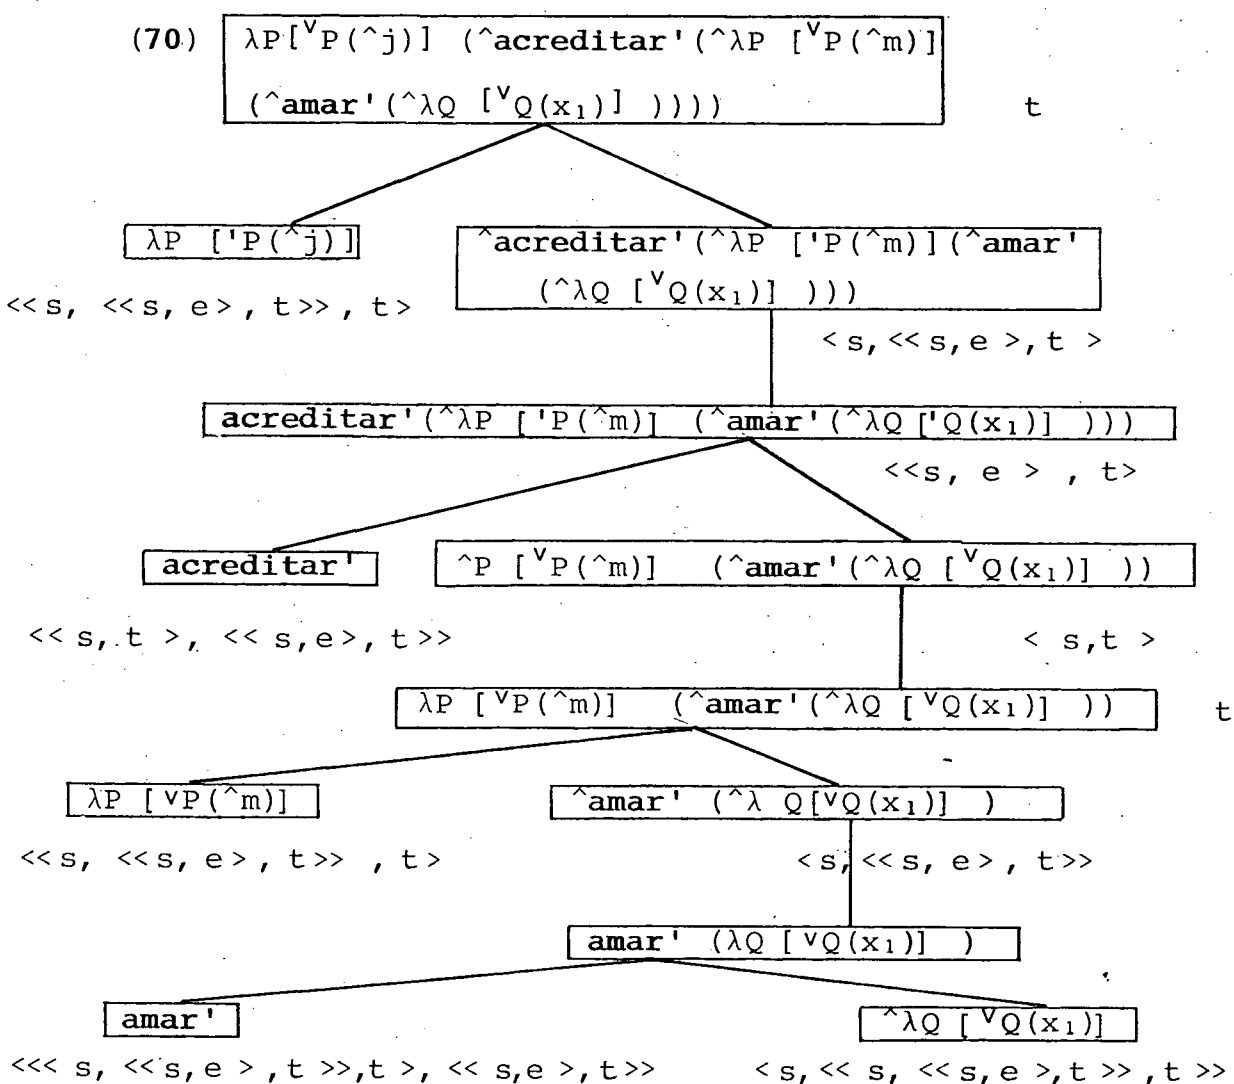 (70) λP[ⱽP(^j)] (^acreditar'(^λP [ⱽP(^m)]
(^amar'(^λQ [ⱽQ(x₁)] ))))
t
λP ['P(^j)]
^acreditar'(^λP ['P(^m)](^amar'
(^λQ [ⱽQ(x₁)] )))
<<s, <<s, e>, t>>, t>
<s,<<s,e >,t >
acreditar'(^λP ['P(^m)] (^amar'(^λQ ['Q(x₁)] )))
<<s, e > , t>
acreditar'
^P [ⱽP(^m)] (^amar'(^λQ [ⱽQ(x₁)] ))
<< s, t >, << s,e>, t>>
< s,t >
λP [ⱽP(^m)] (^amar'(^λQ [ⱽQ(x₁)] ))
t
λP [ⱽP(^m)]
^amar' (^λ Q[ⱽQ(x₁)] )
<<s, <<s, e>, t>> , t>
<s, <<s, e>, t>>
amar' (λQ [ⱽQ(x₁)] )
amar'
^λQ [ⱽQ(x₁)]
<<< s, <<s,e > ,t >>,t >, << s,e>, t>>
<s,<< s, <<s, e>,t >> ,t >>